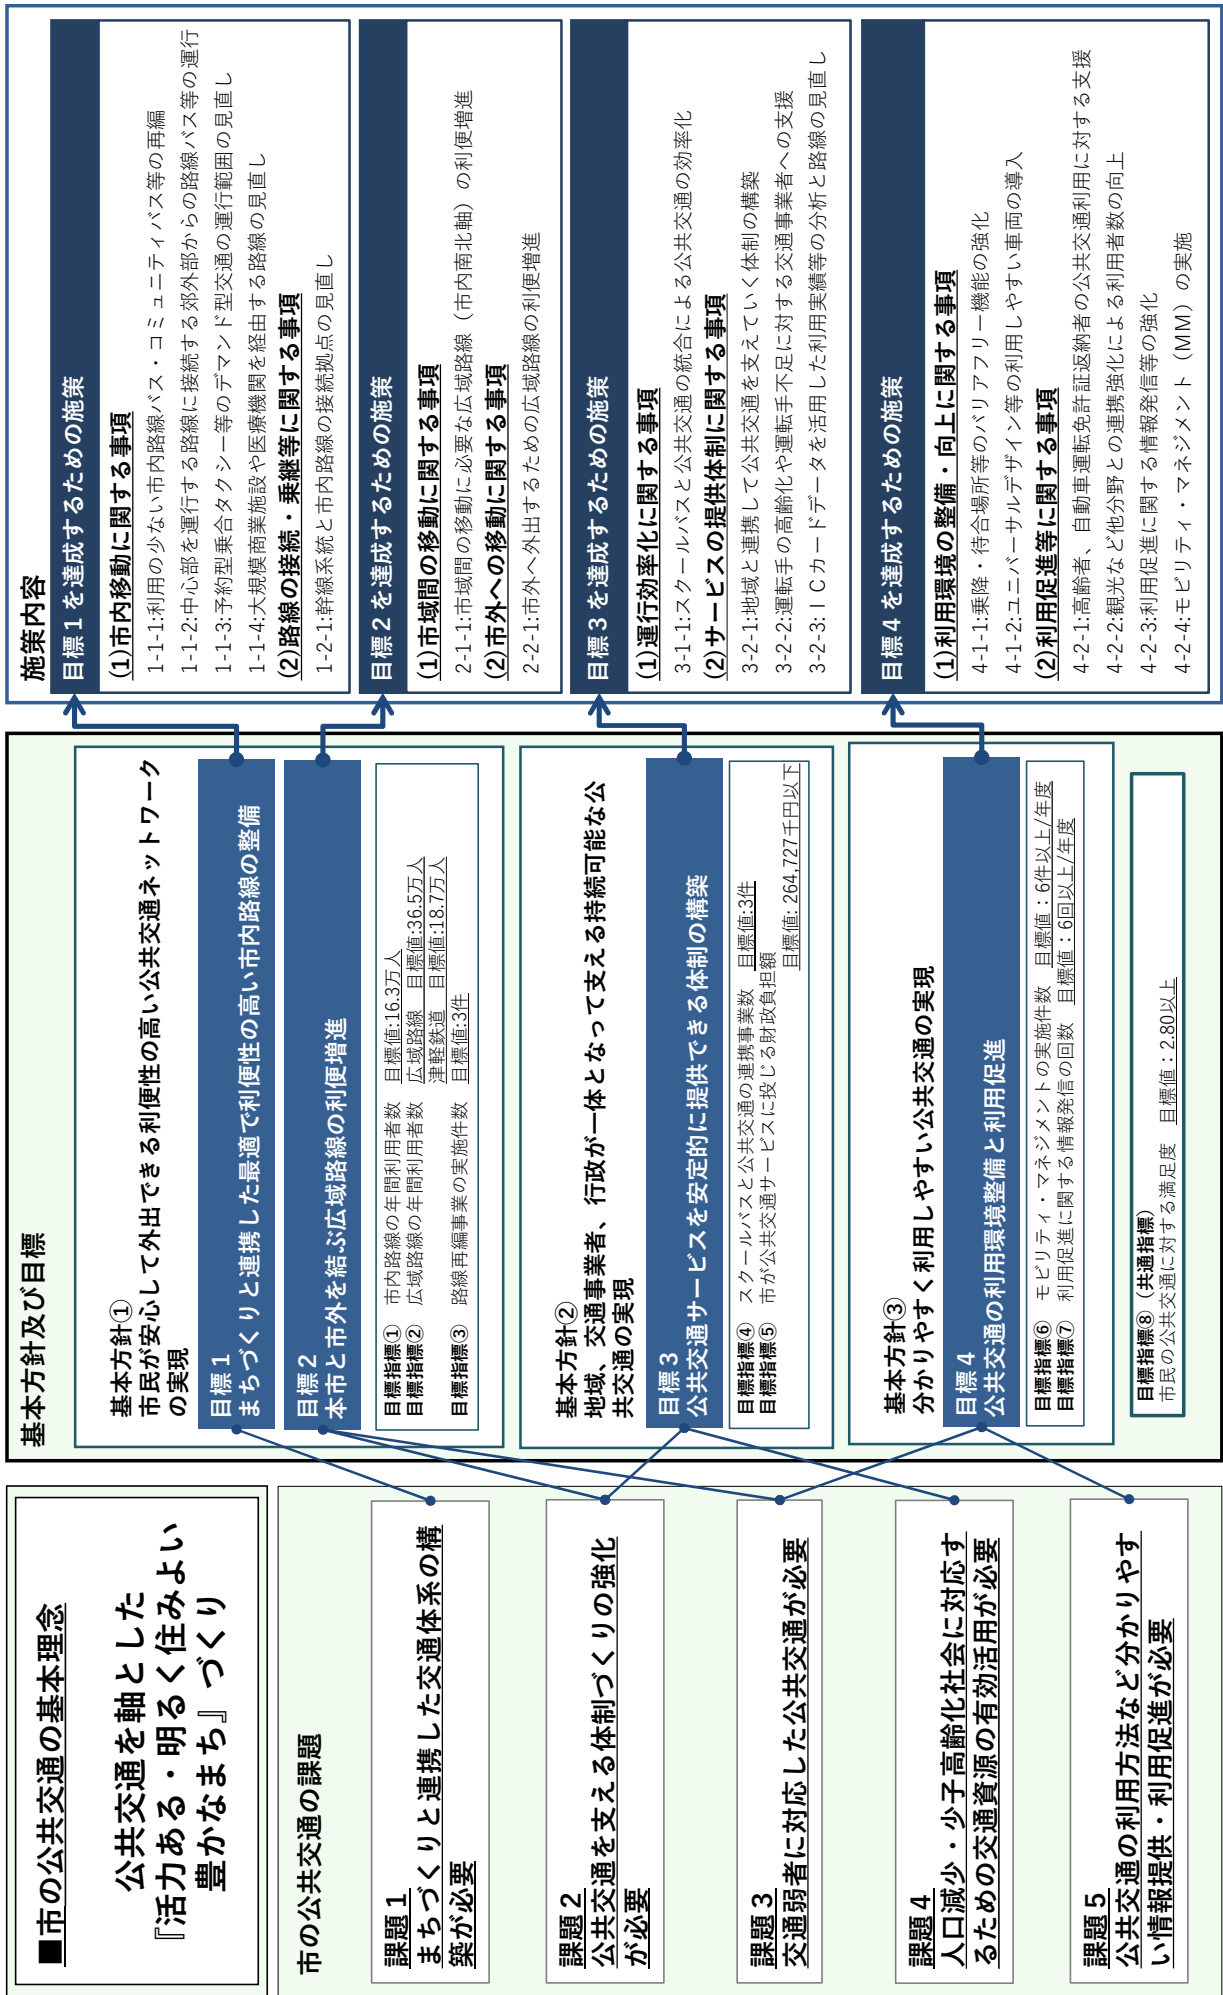 ■市の公共交通の基本理念
公共交通を軸とした
『活力ある・明るく住みよい
豊かなまち』づくり
市の公共交通の課題
課題１
まちづくりと連携した交通体系の構
築が必要
課題２
公共交通を支える体制づくりの強化
が必要
課題３
交通弱者に対応した公共交通が必要
課題４
人口減少・少子高齢化社会に対応す
るための交通資源の有効活用が必要
課題５
公共交通の利用方法など分かりやす
い情報提供・利用促進が必要
基本方針及び目標
基本方針①
市民が安心して外出できる利便性の高い公共交通ネットワーク
の実現
目標１
まちづくりと連携した最適で利便性の高い市内路線の整備
目標２
本市と市外を結ぶ広域路線の利便増進
目標指標①　市内路線の年間利用者数　目標値:16.3万人
目標指標②　広域路線の年間利用者数　広域路線　目標値:36.5万人
津軽鉄道　目標値:18.7万人
目標指標③　路線再編事業の実施件数　目標値:3件
基本方針②
地域、交通事業者、行政が一体となって支える持続可能な公
共交通の実現
目標３
公共交通サービスを安定的に提供できる体制の構築
目標指標④　スクールバスと公共交通の連携事業数　目標値:3件
目標指標⑤　市が公共交通サービスに投じる財政負担額
目標値: 264,727千円以下
基本方針③
分かりやすく利用しやすい公共交通の実現
目標４
公共交通の利用環境整備と利用促進
目標指標⑥　モビリティ・マネジメントの実施件数　目標値：6件以上/年度
目標指標⑦　利用促進に関する情報発信の回数　目標値：6回以上/年度
目標指標⑧（共通指標）
市民の公共交通に対する満足度　目標値：2.80以上
施策内容
目標１を達成するための施策
(1)市内移動に関する事項
1-1-1:利用の少ない市内路線バス・コミュニティバス等の再編
1-1-2:中心部を運行する路線に接続する郊外部からの路線バス等の運行
1-1-3:予約型乗合タクシー等のデマンド型交通の運行範囲の見直し
1-1-4:大規模商業施設や医療機関を経由する路線の見直し
(2)路線の接続・乗継等に関する事項
1-2-1:幹線系統と市内路線の接続拠点の見直し
目標２を達成するための施策
(1)市域間の移動に関する事項
2-1-1:市域間の移動に必要な広域路線（市内南北軸）の利便増進
(2)市外への移動に関する事項
2-2-1:市外へ外出するための広域路線の利便増進
目標３を達成するための施策
(1)運行効率化に関する事項
3-1-1:スクールバスと公共交通の統合による公共交通の効率化
(2)サービスの提供体制に関する事項
3-2-1:地域と連携して公共交通を支えていく体制の構築
3-2-2:運転手の高齢化や運転手不足に対する交通事業者への支援
3-2-3:ＩＣカードデータを活用した利用実績等の分析と路線の見直し
目標４を達成するための施策
(1)利用環境の整備・向上に関する事項
4-1-1:乗降・待合場所等のバリアフリー機能の強化
4-1-2:ユニバーサルデザイン等の利用しやすい車両の導入
(2)利用促進等に関する事項
4-2-1:高齢者、自動車運転免許証返納者の公共交通利用に対する支援
4-2-2:観光など他分野との連携強化による利用者数の向上
4-2-3:利用促進に関する情報発信等の強化
4-2-4:モビリティ・マネジメント（MM）の実施